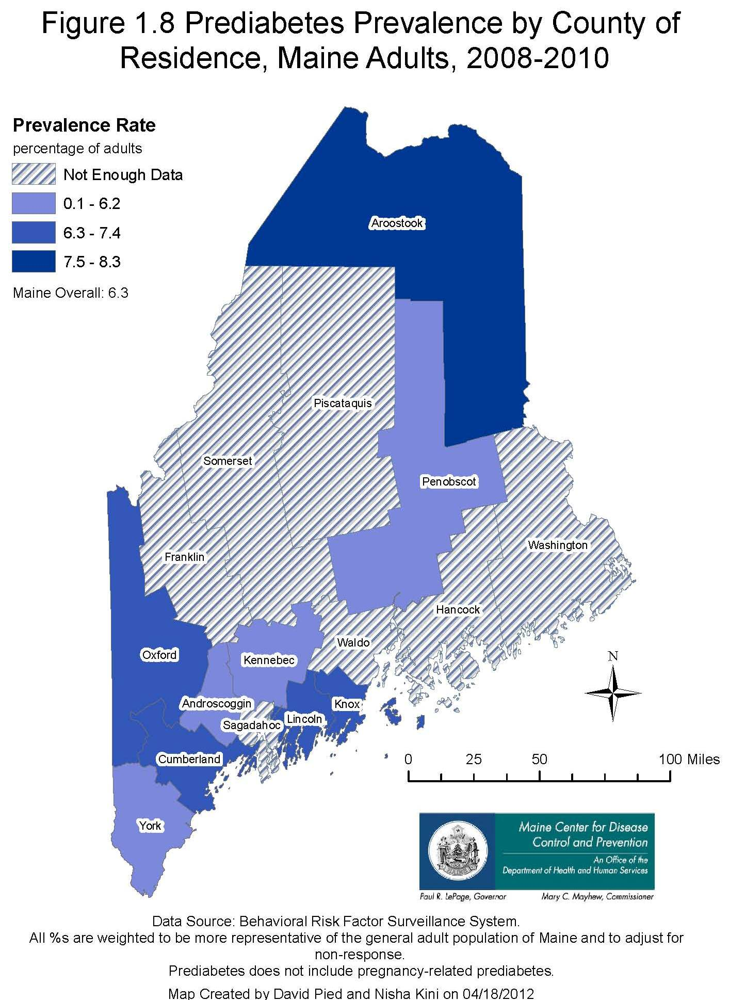 Figure 1.8 Prediabetes Prevalence by County of
Residence, Maine Adults, 2008-2010
Prevalence Rate
percentage of adults
Not Enough Data
0.1 - 6.2
6.3 - 7.4
7.5 - 8.3
Maine Overall: 6.3
Aroostook
Piscataquis
Somerset
Penobscot
Washington
Franklin
Hancock
Waldo
Oxford
Kennebec
Androscoggin
Knox
Lincoln
Sagadahoc
Cumberland
York
N
0 25 50 100 Miles
Maine Center for Disease
Control and Prevention
An Office of the
Department of Health and Human Services
Paul R. LePage, Governor Mary C. Mayhew, Commissioner
Data Source: Behavioral Risk Factor Surveillance System.
All %s are weighted to be more representative of the general adult population of Maine and to adjust for
non-response.
Prediabetes does not include pregnancy-related prediabetes.
Map Created by David Pied and Nisha Kini on 04/18/2012